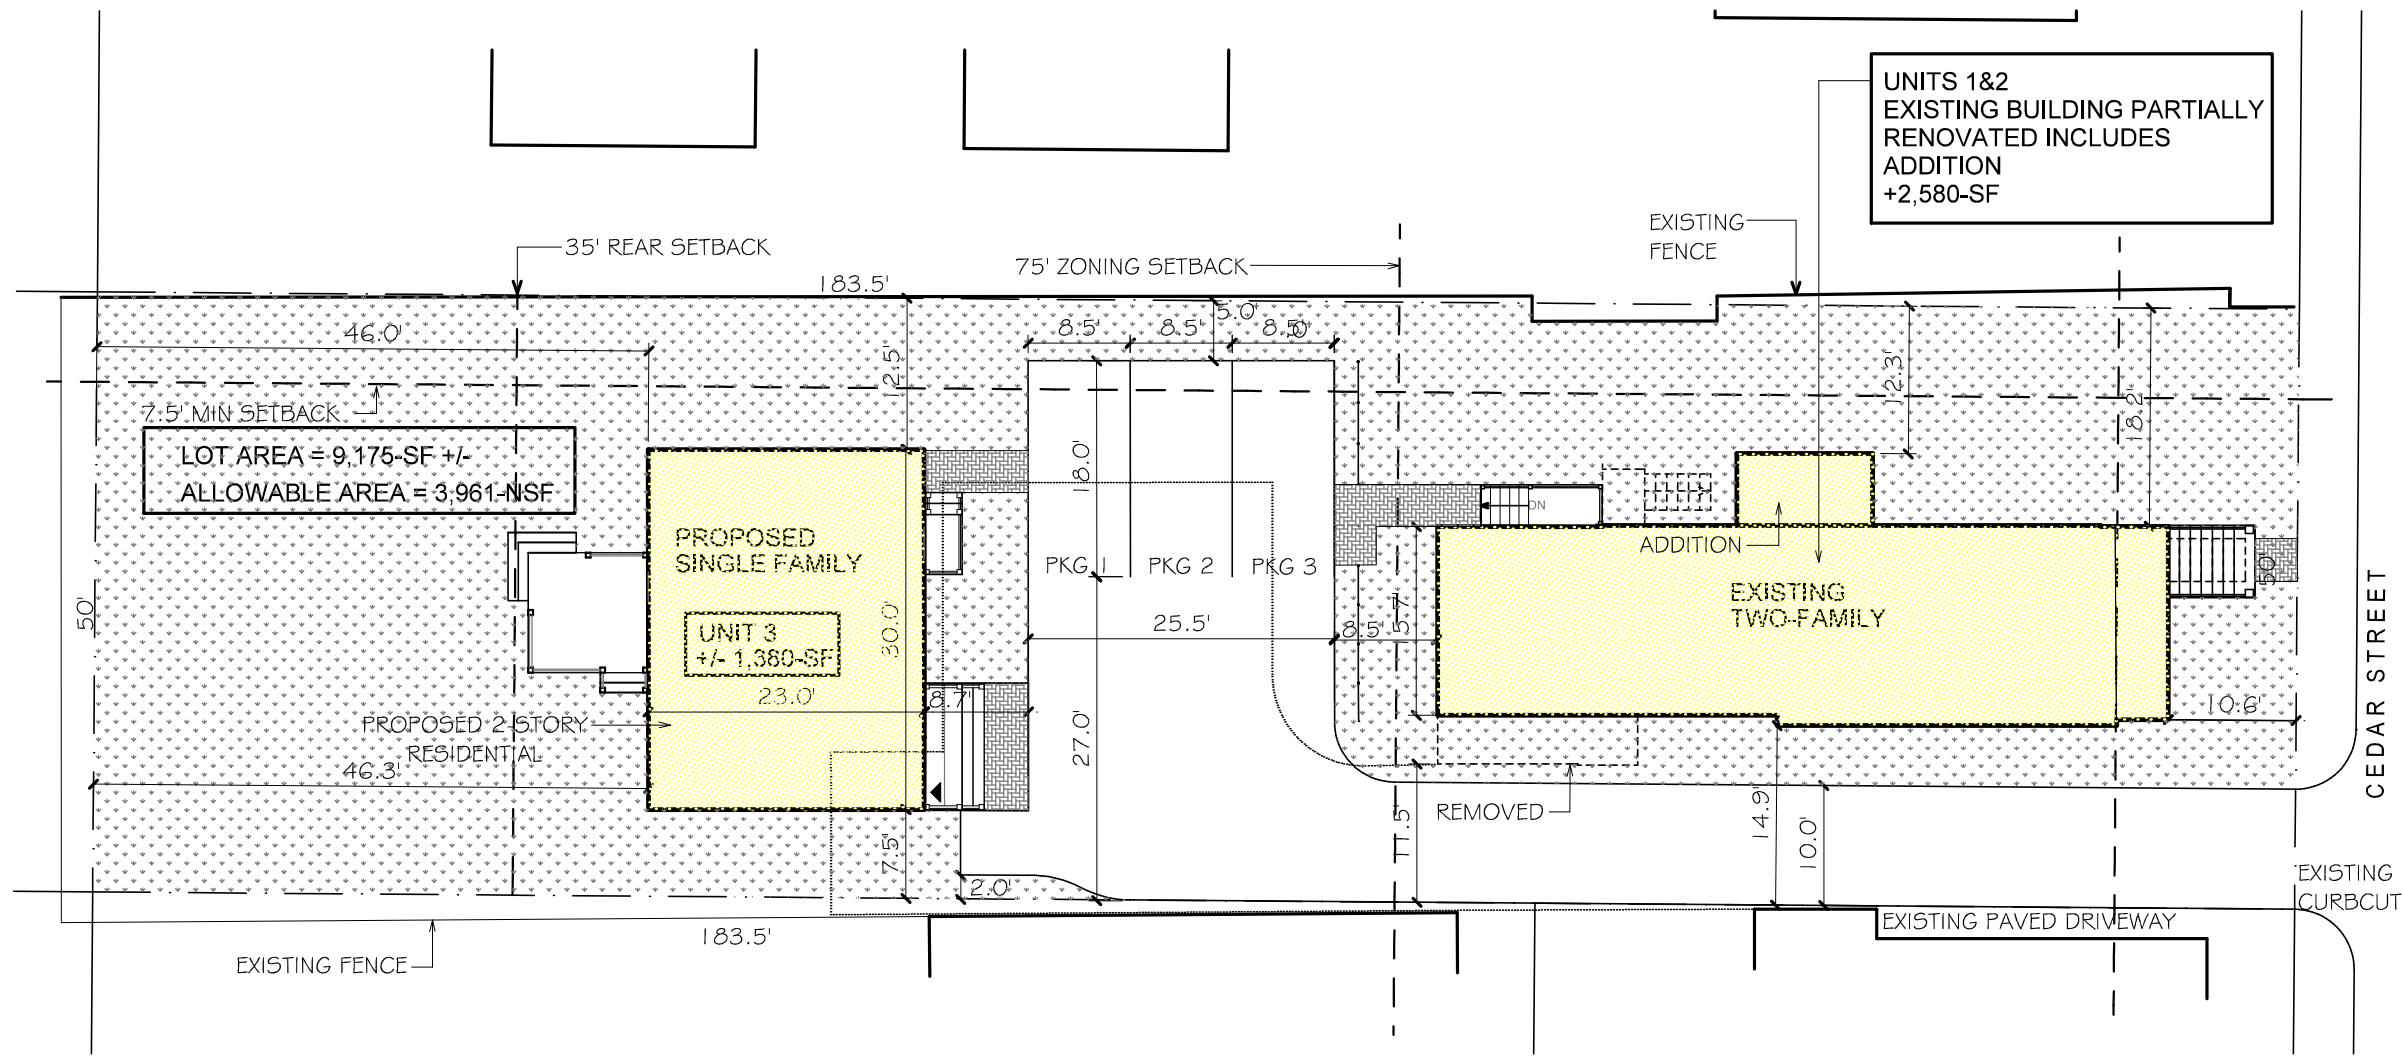 UNITS 1&2
EXISTING BUILDING PARTIALLY
RENOVATED INCLUDES
ADDITION
+2,580-SF
EXISTING
FENCE
35' REAR SETBACK
75' ZONING SETBACK
183.5'
46.0'
12.5'
8.5'
8.5'
8.5'
5.0'
12.3'
18.2'
7.5' MIN SETBACK
LOT AREA = 9,175-SF +/-
ALLOWABLE AREA = 3,961-NSF
18.0'
DN
PROPOSED
SINGLE FAMILY
ADDITION
PKG 1
PKG 2
PKG 3
50'
UNIT 3
+/- 1,380-SF
30.0'
25.5'
8.5'
15.7'
EXISTING
TWO-FAMILY
50'
CEDAR STREET
23.0'
8.7'
10.6'
PROPOSED 2-STORY
RESIDENTIAL
46.3'
27.0'
REMOVED
11.5'
14.9'
10.0'
7.5'
2.0'
EXISTING
CURBCUT
EXISTING PAVED DRIVEWAY
183.5'
EXISTING FENCE